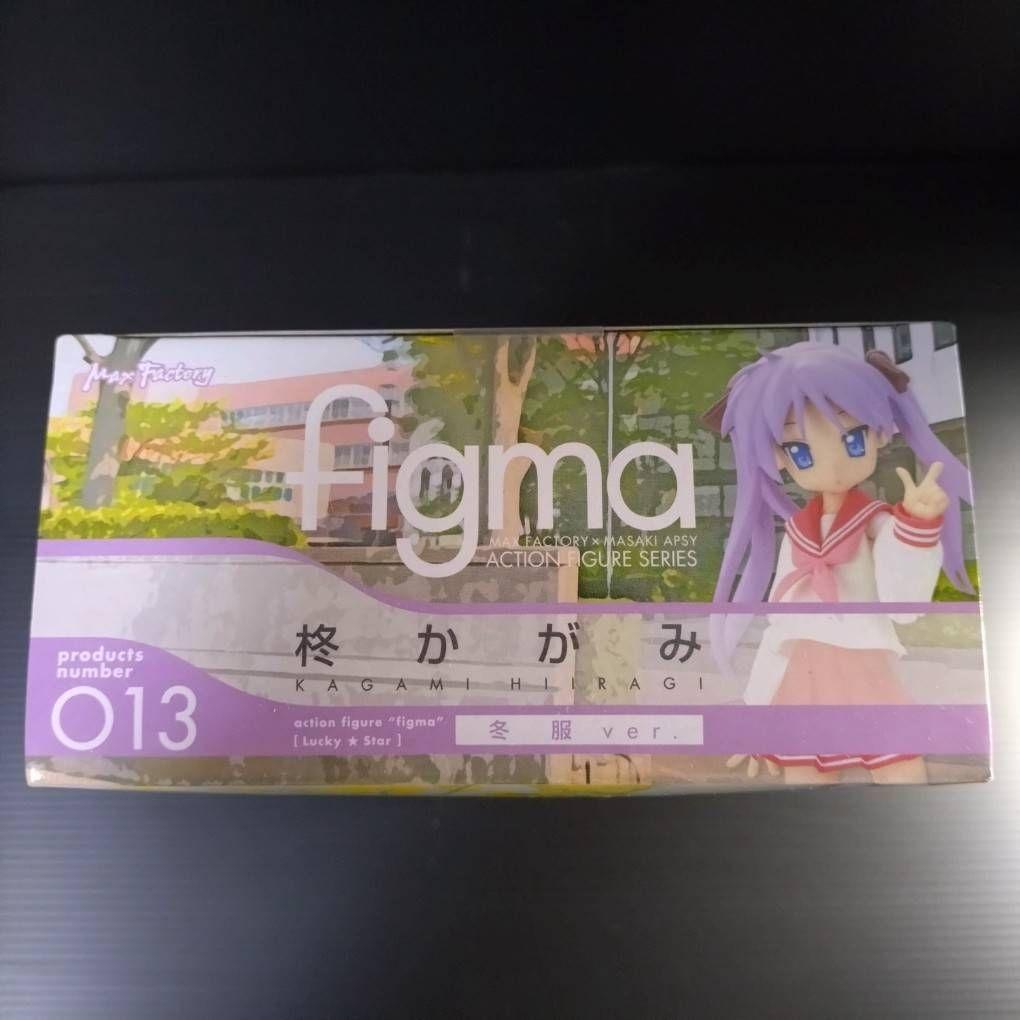 Max Factory
figma
MAX FACTORY × MASAKI APSY
ACTION FIGURE SERIES
柊かがみ
KAGAMI HIIRAGI
products
number
013
action figure "figma"
[ Lucky ★ Star ]
冬服 ver.